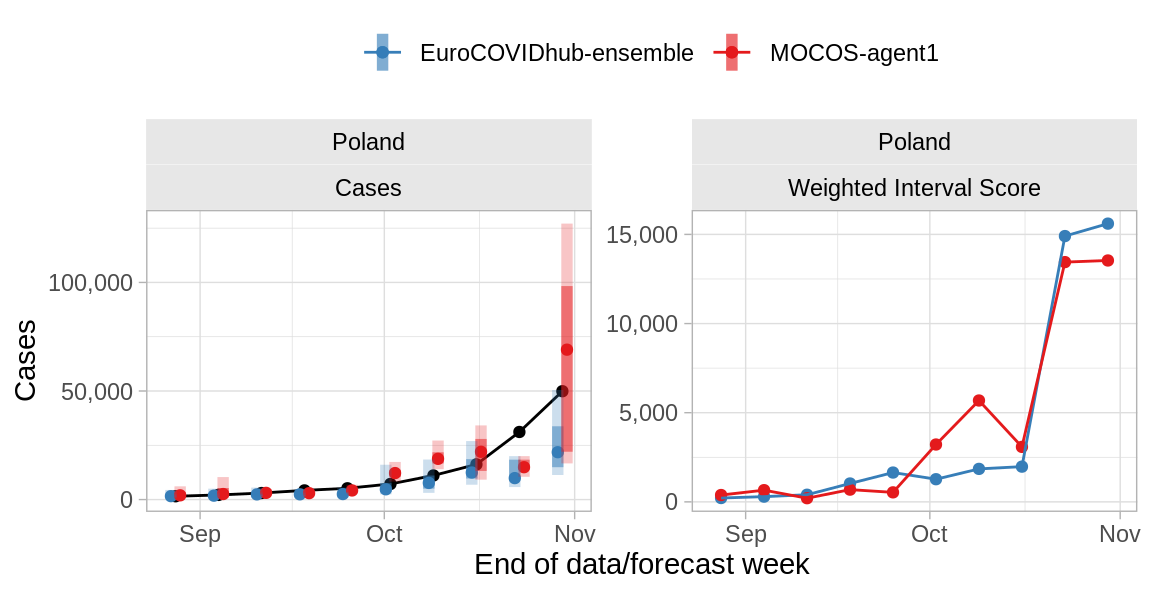 EuroCOVIDhub-ensemble MOCOS-agent1
Poland Poland
Cases Weighted Interval Score
Cases
100,000
50,000
0
15,000
10,000
5,000
0
Sep Oct Nov Sep Oct Nov
End of data/forecast week